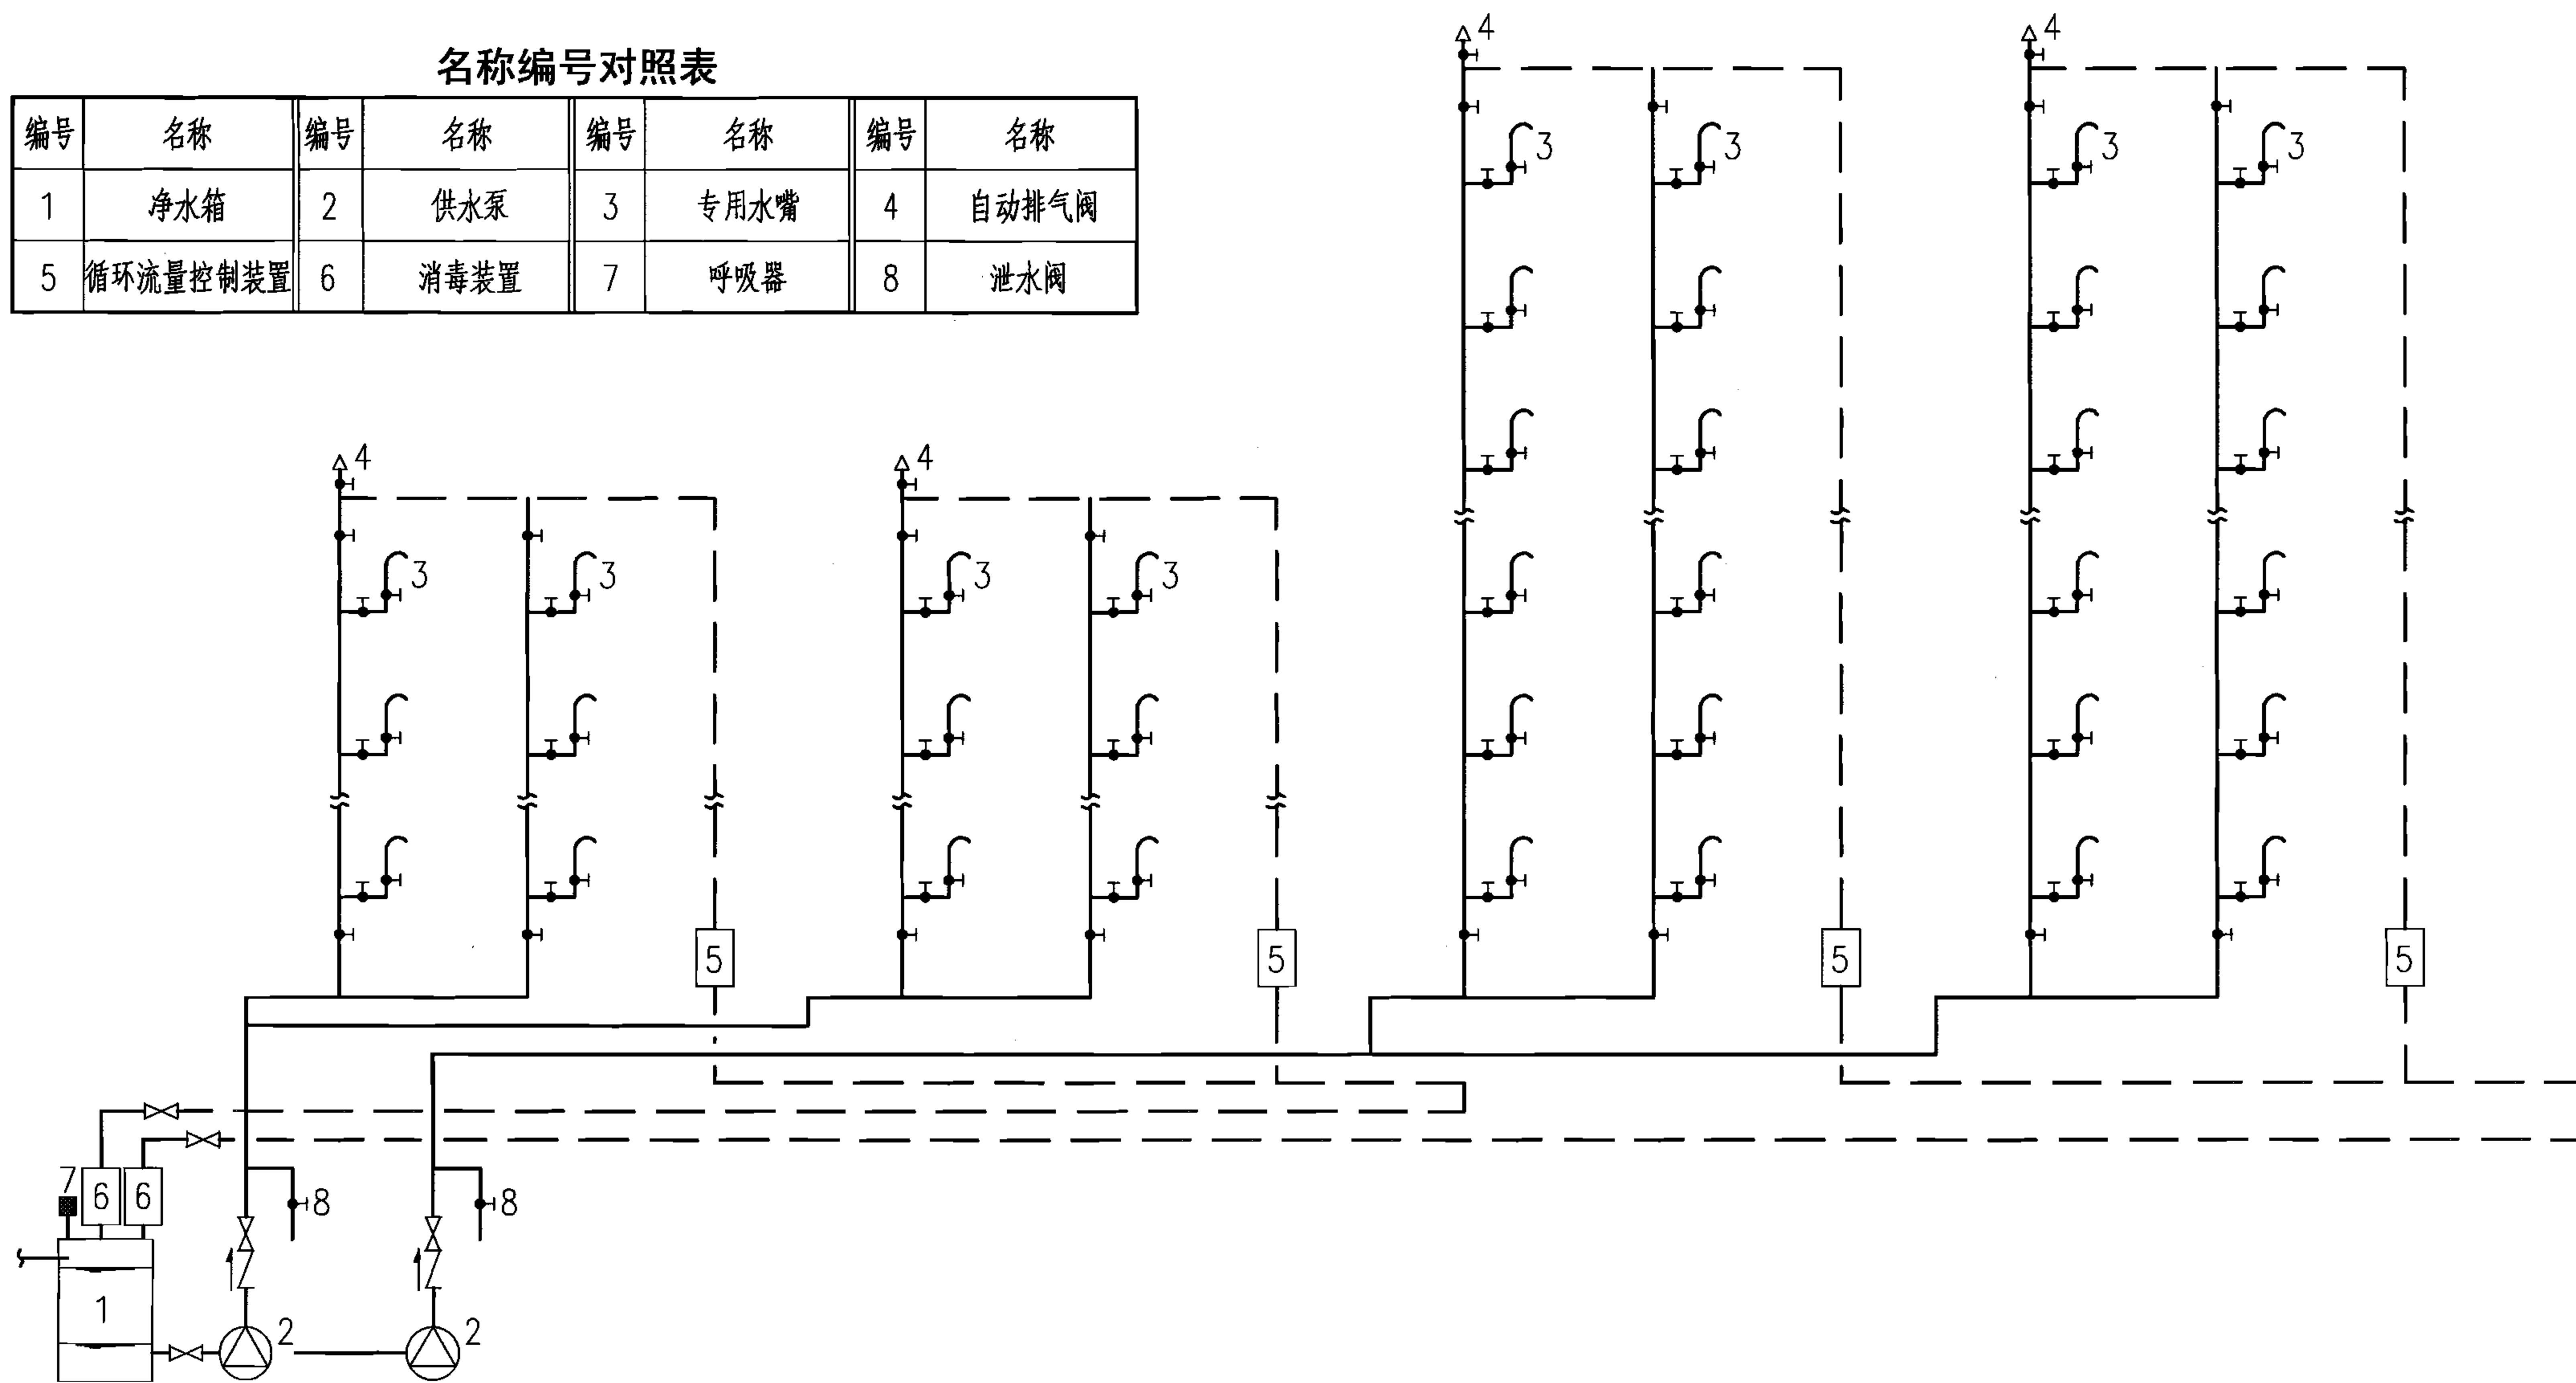 名称编号对照表
编号 名称 编号 名称 编号 名称 编号 名称
1 净水箱 2 供水泵 3 专用水嘴 4 自动排气阀
5 循环流量控制装置 6 消毒装置 7 呼吸器 8 泄水阀
4 4
3 3 3 3
4 4
3 3 3 3
5 5 5 5
7 6 6 8 8
1 2 2